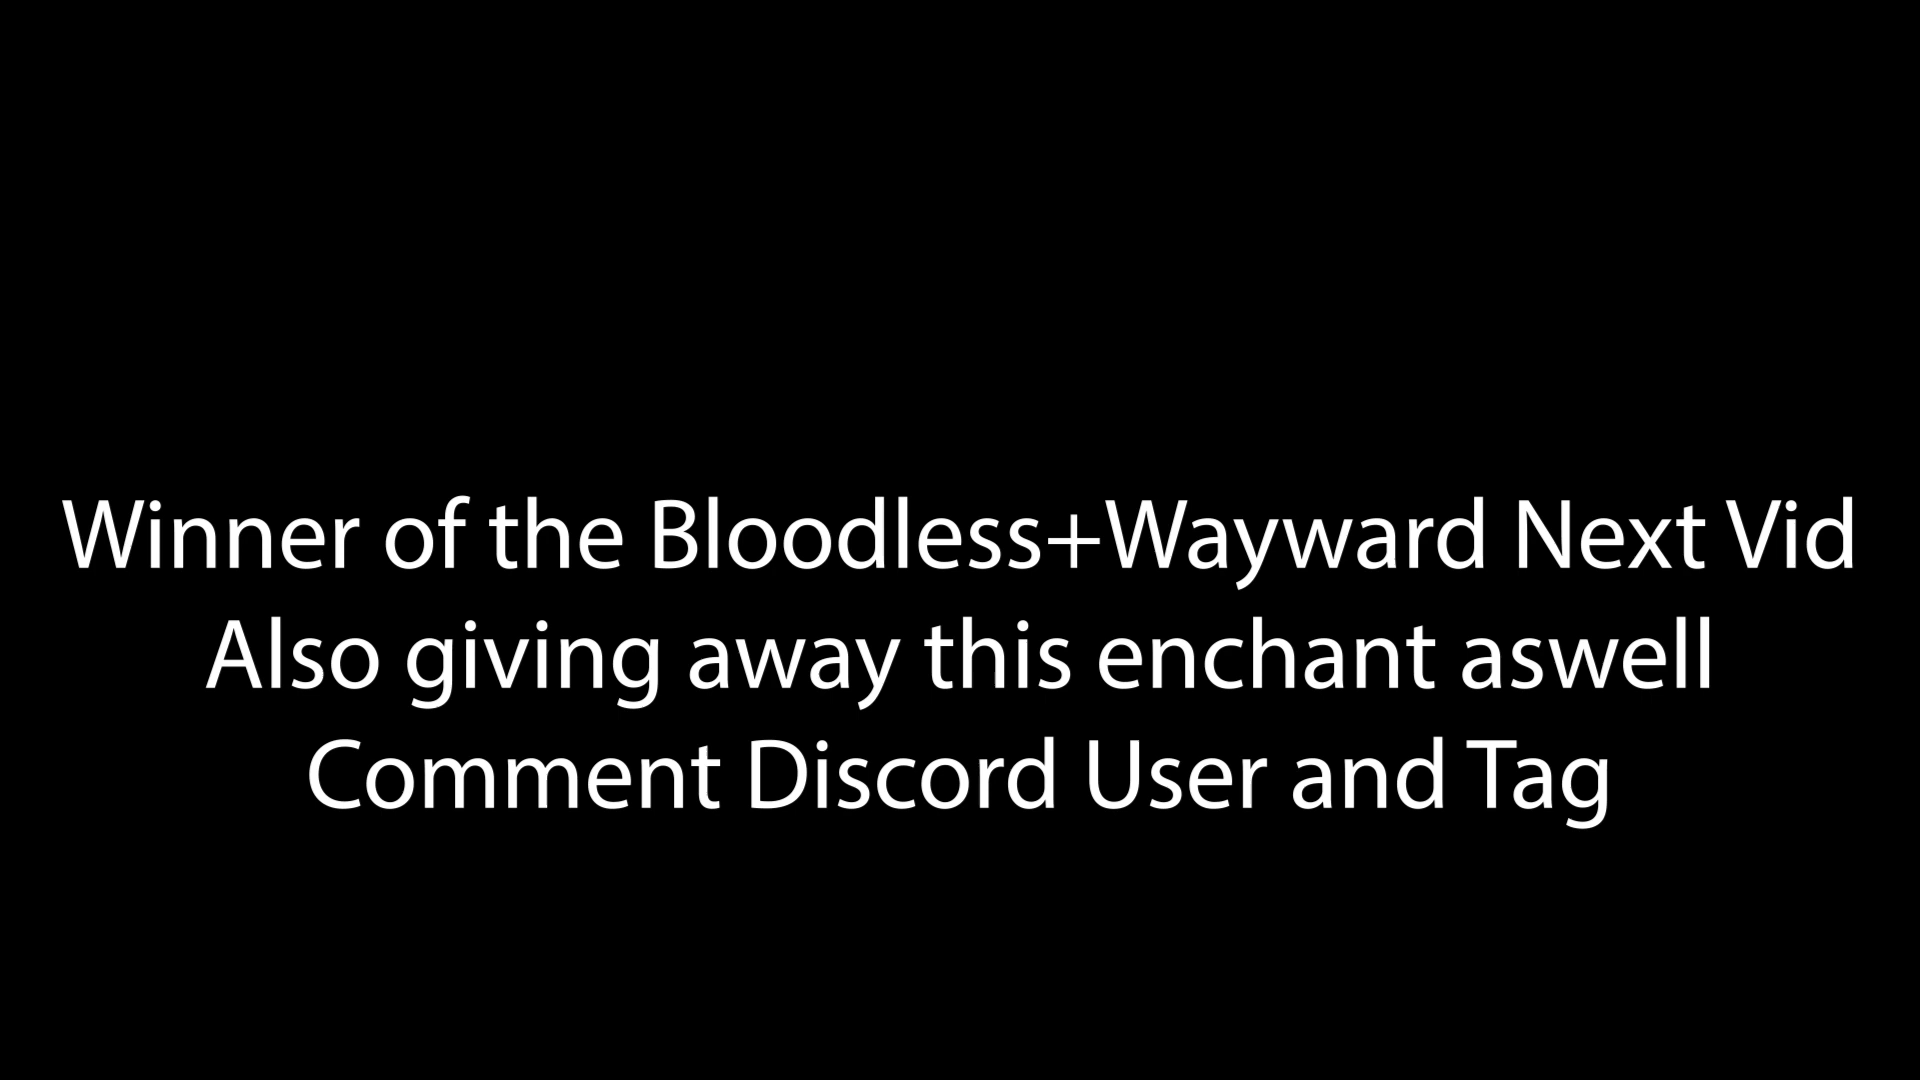 Winner of the Bloodless+Wayward Next Vid
Also giving away this enchant aswell
Comment Discord User and Tag